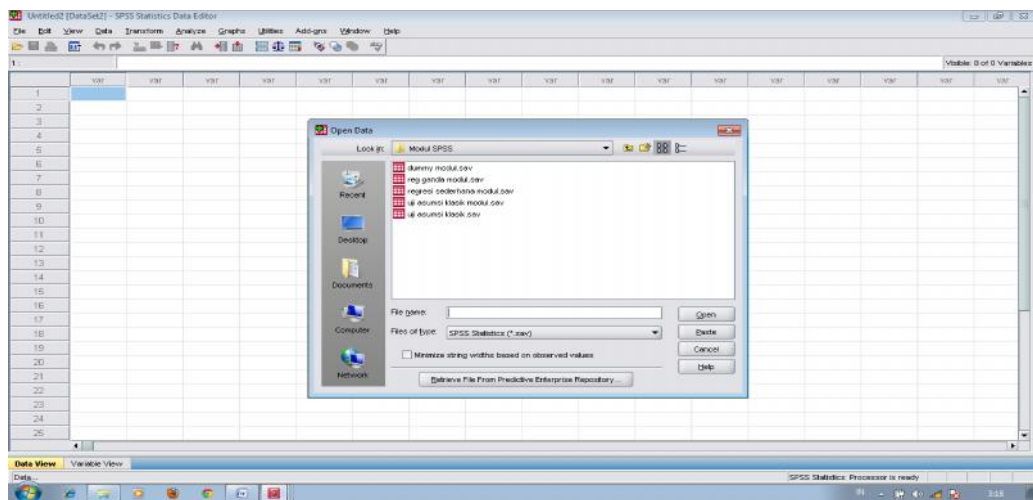 Untitled2 [DataSet2] - SPSS Statistics Data Editor
File Edit View Data Transform Analyze Graphs Utilities Add-gns Window Help
1 :
Visible: 0 of 0 Variables
var var var var var var var var var var var var var var var var var
1
2
3
4
5
6
7
8
9
10
11
12
13
14
15
16
17
18
19
20
21
22
23
24
25
Open Data
Look in: Modul SPSS
Recent
Desktop
Documents
Computer
Network
dummy modul.sav
reg ganda modul.sav
regresi sederhana modul.sav
uji asumsi klasik modul.sav
uji asumsi klasik.sav
File name:
Open
Files of type: SPSS Statistics (*.sav)
Paste
Minimize string widths based on observed values
Cancel
Help
Retrieve File From Predictive Enterprise Repository...
Data View Variable View
Data...
SPSS Statistics Processor is ready
IN
3:18